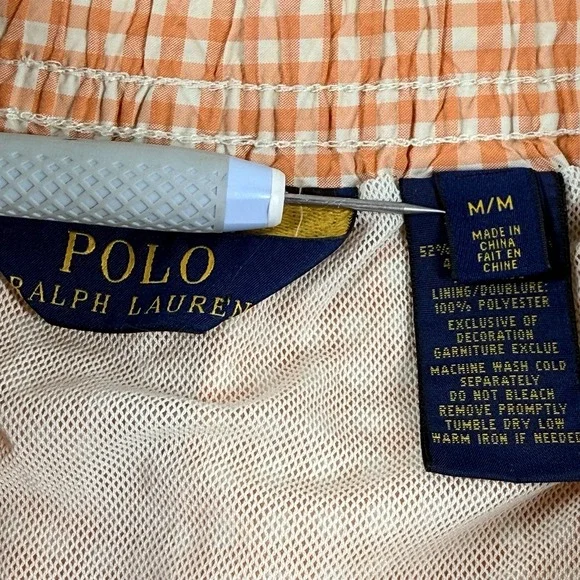 POLO
RALPH LAUREN
M/M
MADE IN
CHINA
FAIT EN
CHINE
52%
LINING/DOUBLURE:
100% POLYESTER
EXCLUSIVE OF
DECORATION
GARNITURE EXCLUE
MACHINE WASH COLD
SEPARATELY
DO NOT BLEACH
REMOVE PROMPTLY
TUMBLE DRY LOW
WARM IRON IF NEEDED